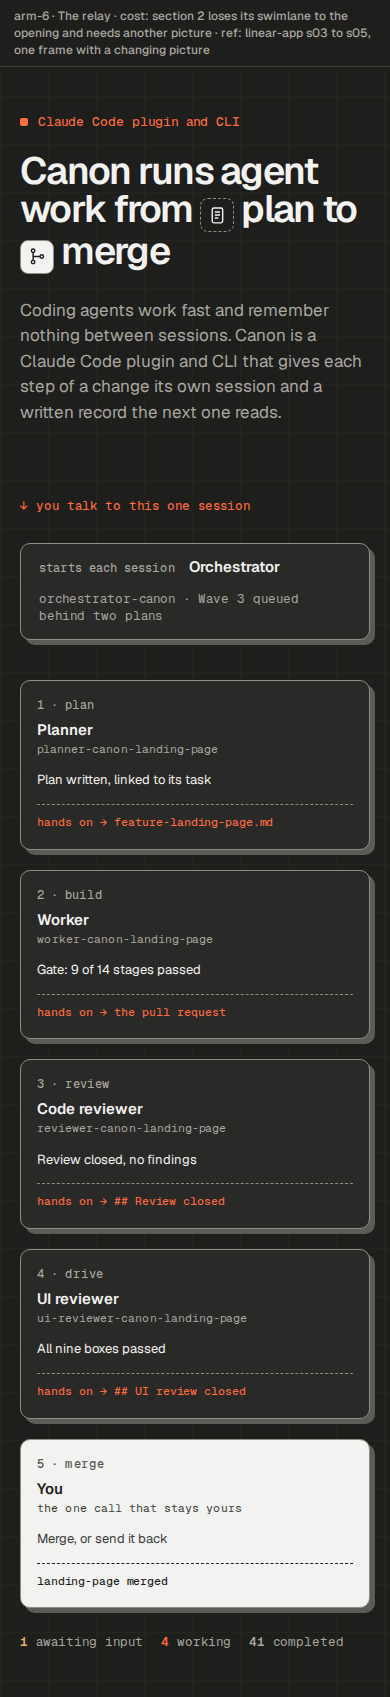 arm-6 · The relay · cost: section 2 loses its swimlane to the
opening and needs another picture · ref: linear-app s03 to s05,
one frame with a changing picture
Claude Code plugin and CLI
Canon runs agent
work from plan to
merge
Coding agents work fast and remember
nothing between sessions. Canon is a
Claude Code plugin and CLI that gives each
step of a change its own session and a
written record the next one reads.
↓ you talk to this one session
starts each session Orchestrator
orchestrator-canon · Wave 3 queued
behind two plans
1 · plan
Planner
planner-canon-landing-page
Plan written, linked to its task
hands on → feature-landing-page.md
2 · build
Worker
worker-canon-landing-page
Gate: 9 of 14 stages passed
hands on → the pull request
3 · review
Code reviewer
reviewer-canon-landing-page
Review closed, no findings
hands on → ## Review closed
4 · drive
UI reviewer
ui-reviewer-canon-landing-page
All nine boxes passed
hands on → ## UI review closed
5 · merge
You
the one call that stays yours
Merge, or send it back
landing-page merged
1 awaiting input 4 working 41 completed